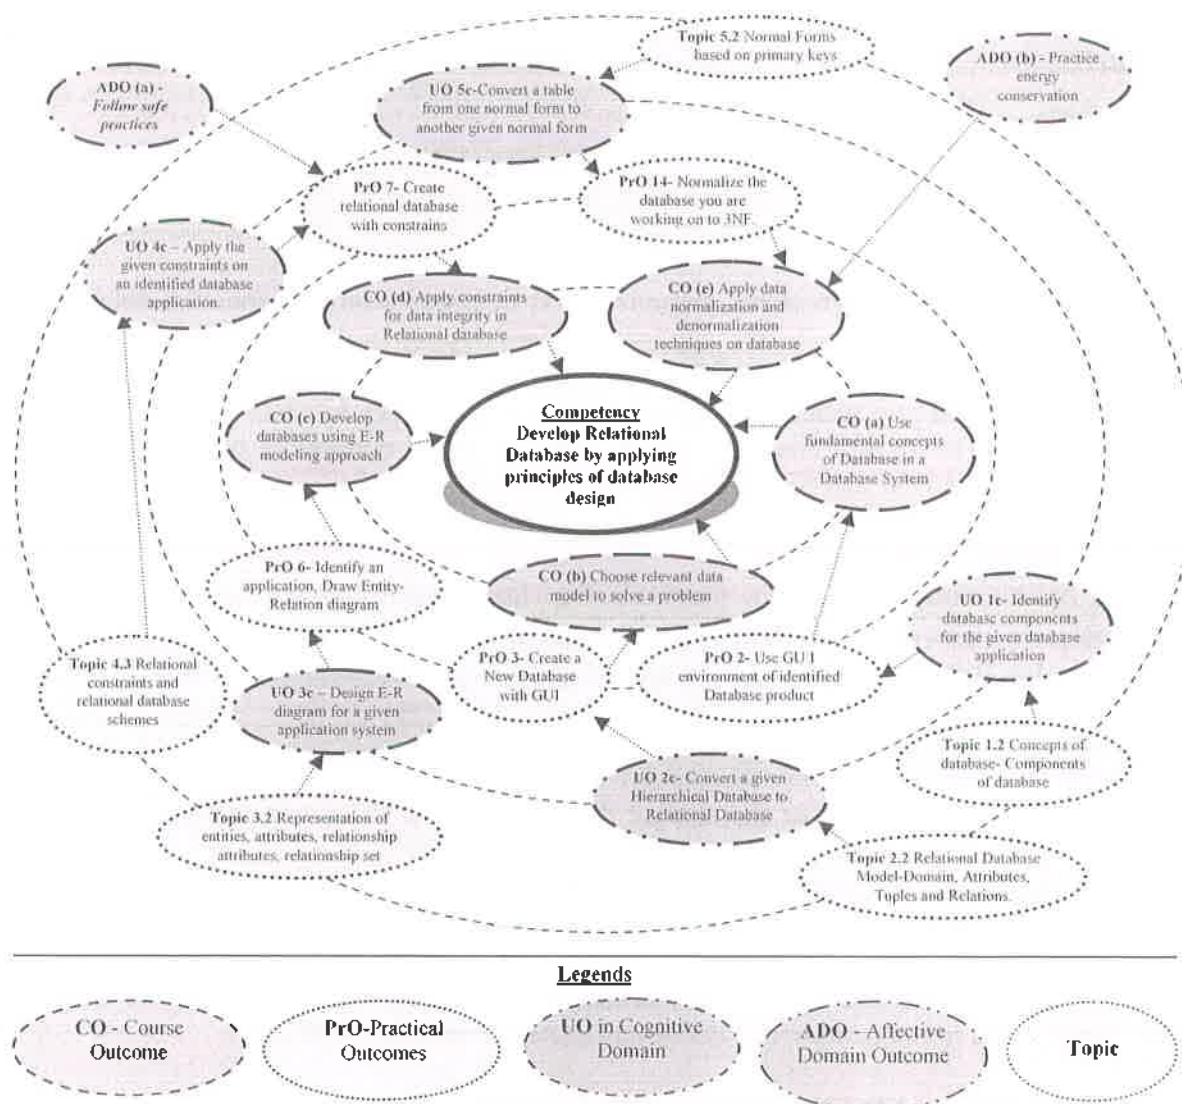 Topic 5.2 Normal Forms
based on primary keys
ADO (b) - Practice
energy
conservation
ADO (a) -
Follow safe
practices
UO 5c-Convert a table
from one normal form to
another given normal form
PrO 7- Create
relational database
with constrains
PrO 14- Normalize the
database you are
working on to 3NF.
UO 4c – Apply the
given constraints on
an identified database
application.
CO (d) Apply constraints
for data integrity in
Relational database
CO (e) Apply data
normalization and
denormalization
techniques on database
Competency
Develop Relational
Database by applying
principles of database
design
CO (c) Develop
databases using E-R
modeling approach
CO (a) Use
fundamental concepts
of Database in a
Database System
PrO 6- Identify an
application, Draw Entity-
Relation diagram
CO (b) Choose relevant data
model to solve a problem
UO 1c- Identify
database components
for the given database
application
Topic 4.3 Relational
constraints and
relational database
schemes
UO 3c – Design E-R
diagram for a given
application system
PrO 3- Create a
New Database
with GUI
PrO 2- Use GU I
environment of identified
Database product
Topic 1.2 Concepts of
database- Components
of database
UO 2c- Convert a given
Hierarchical Database to
Relational Database
Topic 3.2 Representation of
entities, attributes, relationship
attributes, relationship set
Topic 2.2 Relational Database
Model-Domain, Attributes,
Tuples and Relations.
Legends
CO - Course
Outcome
PrO-Practical
Outcomes
UO in Cognitive
Domain
ADO - Affective
Domain Outcome
Topic